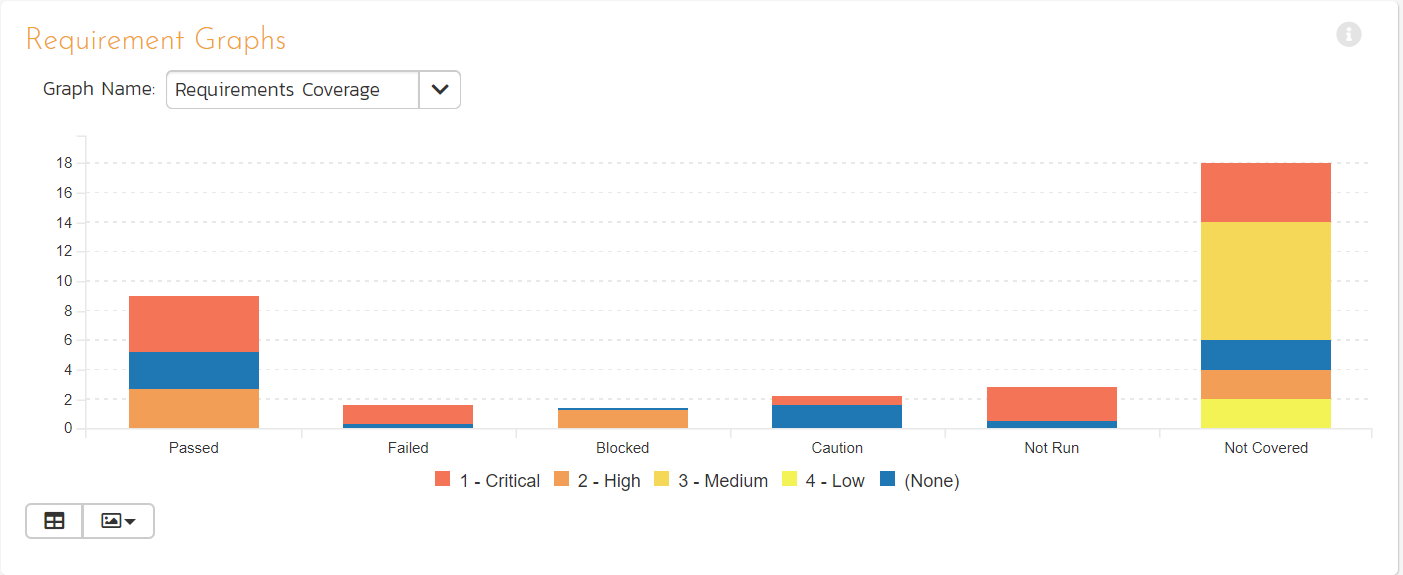 Requirement Graphs
Graph Name: Requirements Coverage
18
16
14
12
10
8
6
4
2
0
Passed Failed Blocked Caution Not Run Not Covered
1 - Critical 2 - High 3 - Medium 4 - Low (None)